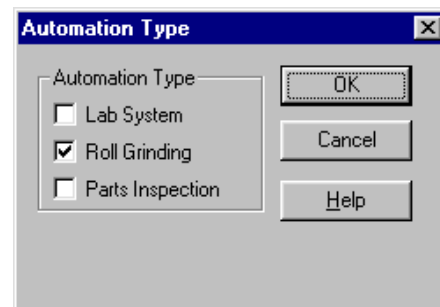 Automation Type
Automation Type
Lab System
Roll Grinding
Parts Inspection
OK
Cancel
Help